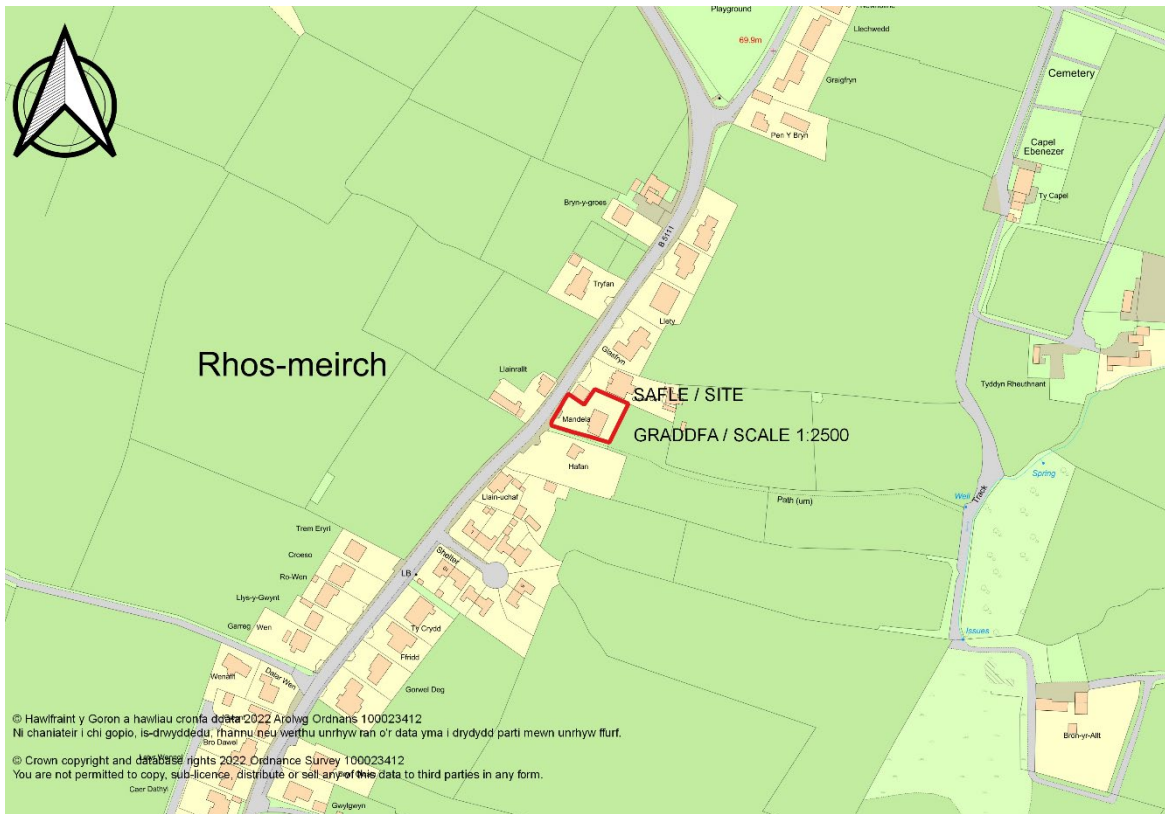 Playground
Llechwedd
69.9m
Graigfryn
Cemetery
Pen Y Bryn
Capel
Ebenezer
Ty Capel
Bryn-y-groes
B 5111
Tryfan
Liety
Rhos-meirch
Glasfryn
Llainrallt
Tyddyn Rheuthnant
SAFLE / SITE
Mandela
GRADDFA / SCALE 1:2500
Hafan
Spring
Llain-uchaf
Path (um)
Well
Track
Trem Eryri
Croeso
Shelter
Ro-Wen
LB
Llys-y-Gwynt
Garreg Wen
Ty Crydd
Issues
Ffridd
Wenallt
Dalar Wen
Gorwel Deg
© Hawlfraint y Goron a hawliau cronfa ddata 2022 Arolwg Ordnans 100023412
Ni chaniateir i chi gopio, is-drwyddedu, rhannu neu werthu unrhyw ran o'r data yma i drydydd parti mewn unrhyw ffurf.
Bro Dawel
Bron-yr-Allt
© Crown copyright and database rights 2022 Ordnance Survey 100023412
You are not permitted to copy, sub-licence, distribute or sell any of this data to third parties in any form.
Caer Dathyl
Gwylgwyn